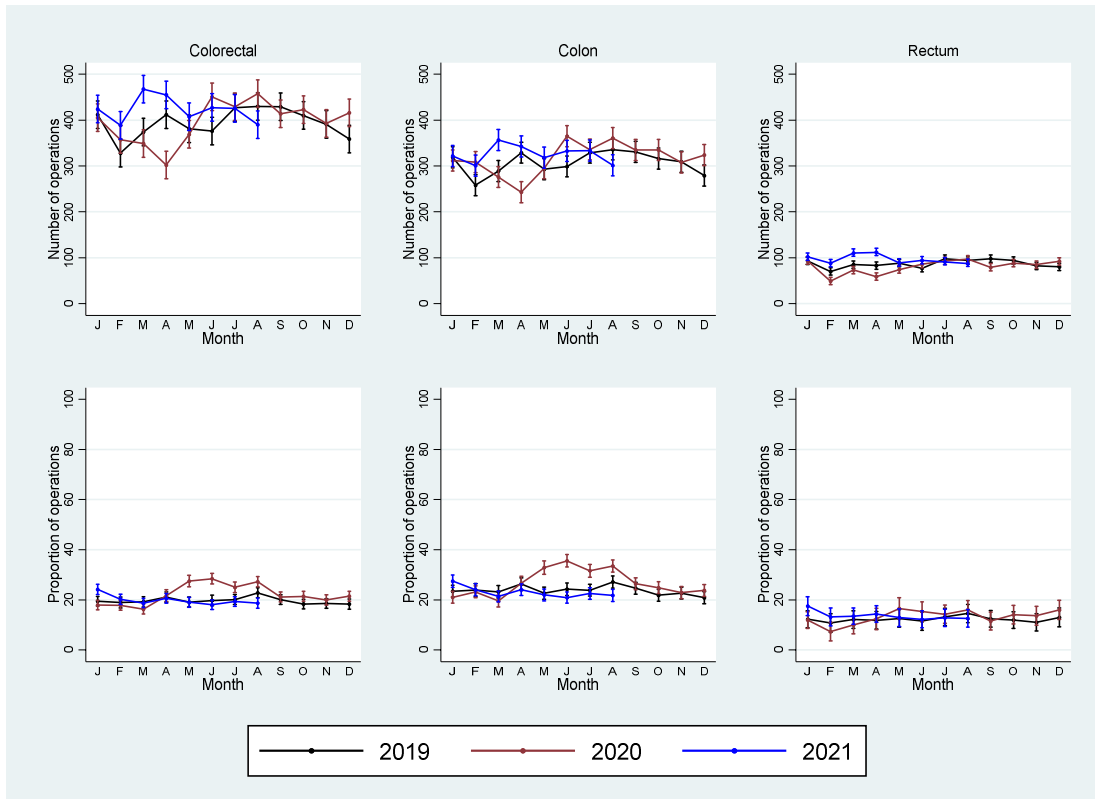 Colorectal
Number of operations
500
400
300
200
100
0
J F M A M J J A S O N D
Month
Colon
Number of operations
500
400
300
200
100
0
J F M A M J J A S O N D
Month
Rectum
Number of operations
500
400
300
200
100
0
J F M A M J J A S O N D
Month
Proportion of operations
100
80
60
40
20
0
J F M A M J J A S O N D
Month
Proportion of operations
100
80
60
40
20
0
J F M A M J J A S O N D
Month
Proportion of operations
100
80
60
40
20
0
J F M A M J J A S O N D
Month
2019 2020 2021